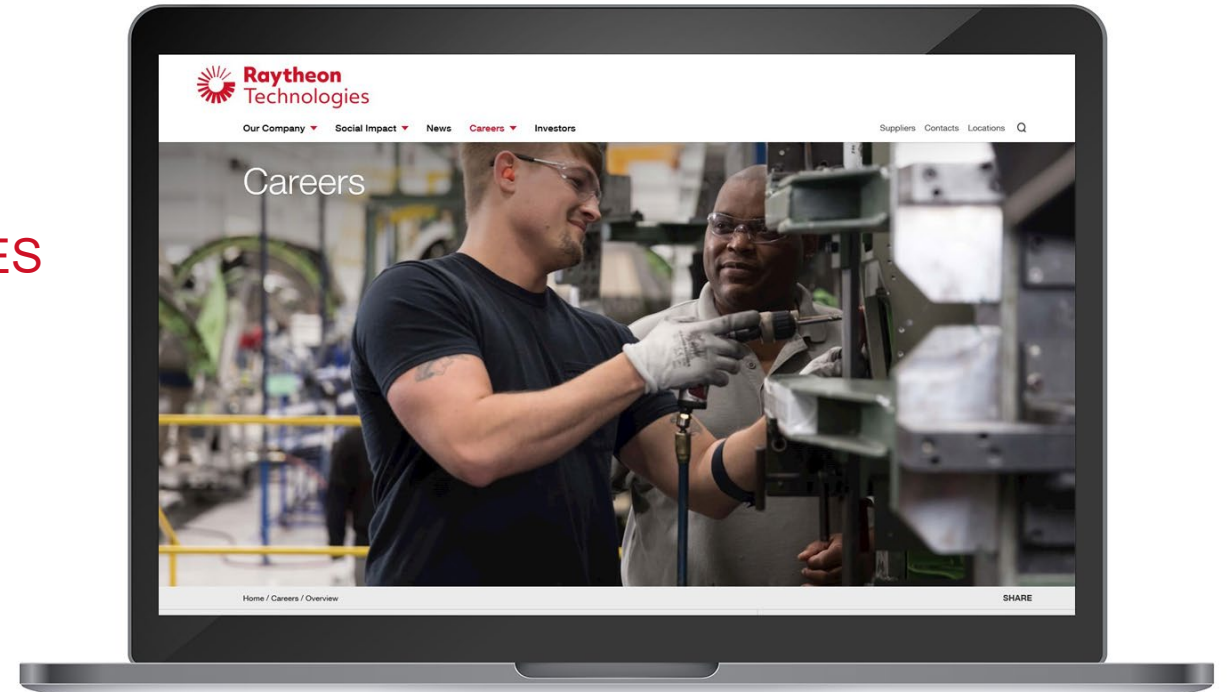 Raytheon
Technologies
Our Company Social Impact News Careers Investors
Suppliers Contacts Locations
Careers
ES
Home / Careers / Overview
SHARE